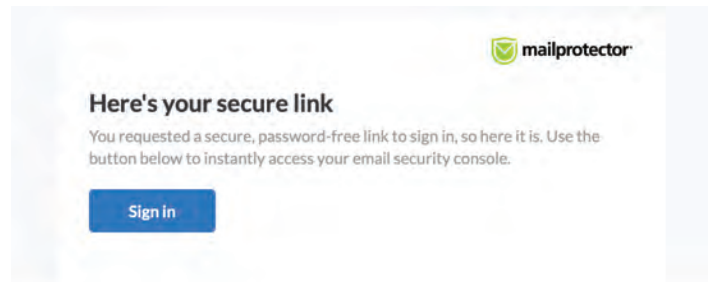 mailprotector
Here's your secure link
You requested a secure, password-free link to sign in, so here it is. Use the
button below to instantly access your email security console.
Sign in